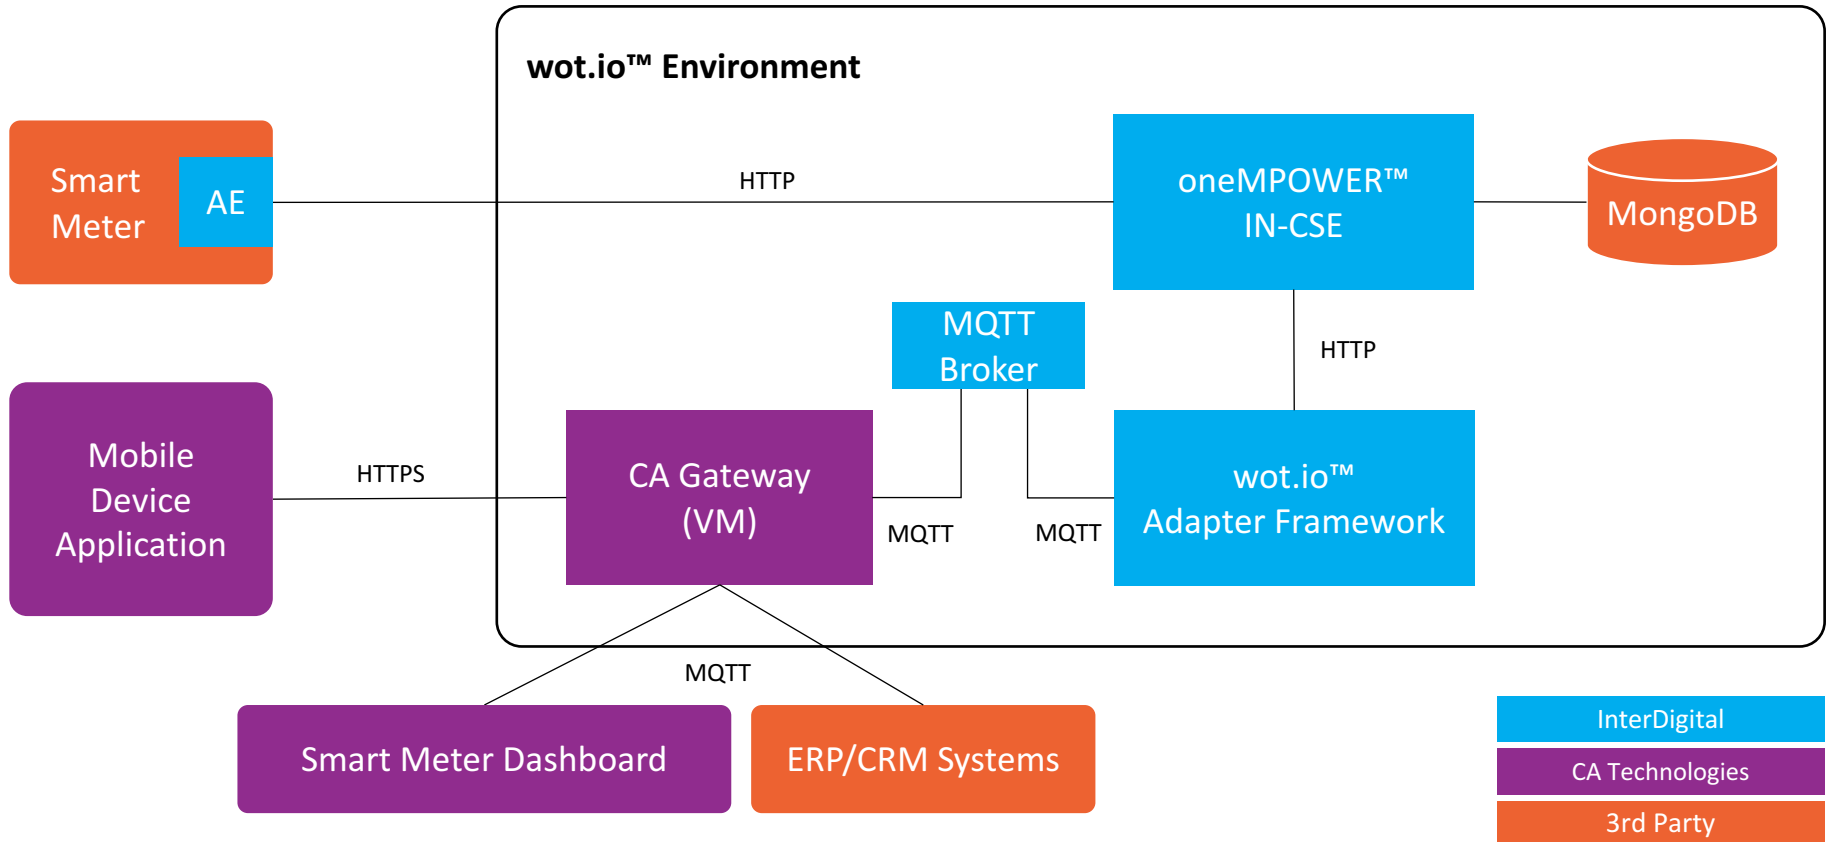 wot.io™ Environment
Smart
Meter
AE
HTTP
oneMPOWER™
IN-CSE
MongoDB
MQTT
Broker
HTTP
Mobile
Device
Application
HTTPS
CA Gateway
(VM)
MQTT
MQTT
wot.io™
Adapter Framework
MQTT
Smart Meter Dashboard
ERP/CRM Systems
InterDigital
CA Technologies
3rd Party